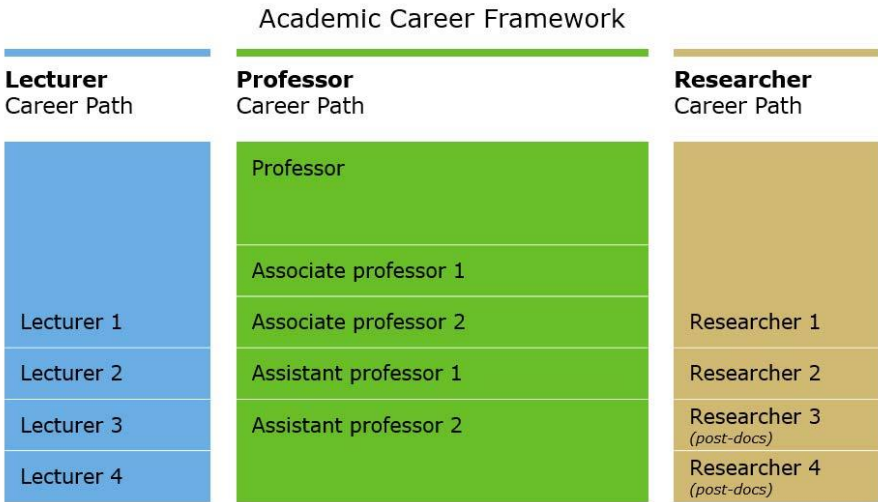 Academic Career Framework
Lecturer
Career Path
Professor
Career Path
Researcher
Career Path
Lecturer 1
Lecturer 2
Lecturer 3
Lecturer 4
Professor
Associate professor 1
Associate professor 2
Assistant professor 1
Assistant professor 2
Researcher 1
Researcher 2
Researcher 3
(post-docs)
Researcher 4
(post-docs)